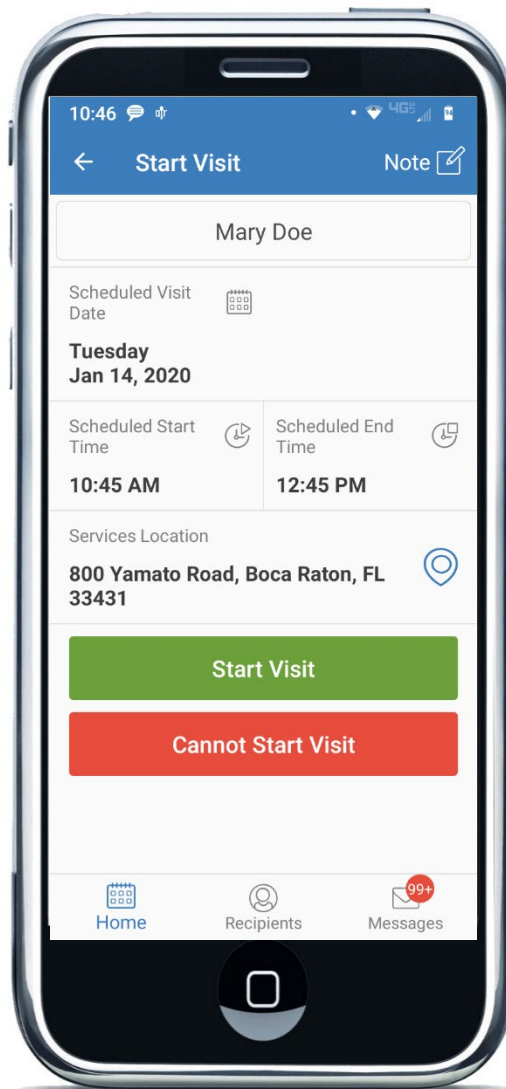 10:46 4G
Start Visit Note
Mary Doe
Scheduled Visit
Date
Tuesday
Jan 14, 2020
Scheduled Start
Time
10:45 AM
Scheduled End
Time
12:45 PM
Services Location
800 Yamato Road, Boca Raton, FL
33431
Start Visit
Cannot Start Visit
99+
Home Recipients Messages